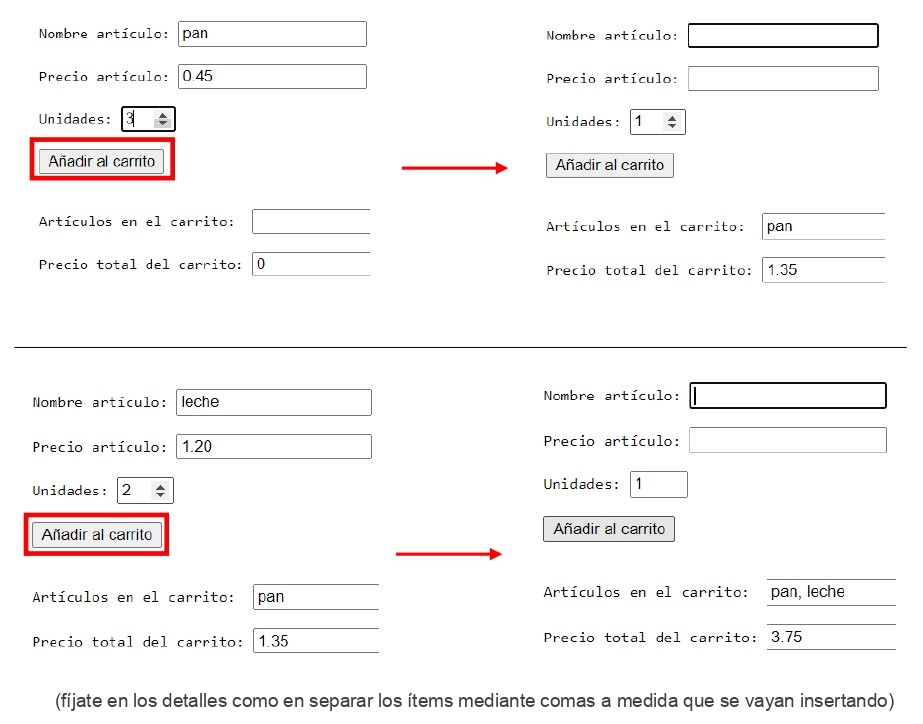 Nombre artículo: pan
Precio artículo: 0.45
Unidades: 3
Añadir al carrito
Artículos en el carrito:
Precio total del carrito: 0
Nombre artículo:
Precio artículo:
Unidades: 1
Añadir al carrito
Artículos en el carrito: pan
Precio total del carrito: 1.35
Nombre artículo: leche
Precio artículo: 1.20
Unidades: 2
Añadir al carrito
Artículos en el carrito: pan
Precio total del carrito: 1.35
Nombre artículo:
Precio artículo:
Unidades: 1
Añadir al carrito
Artículos en el carrito: pan, leche
Precio total del carrito: 3.75
(fíjate en los detalles como en separar los ítems mediante comas a medida que se vayan insertando)